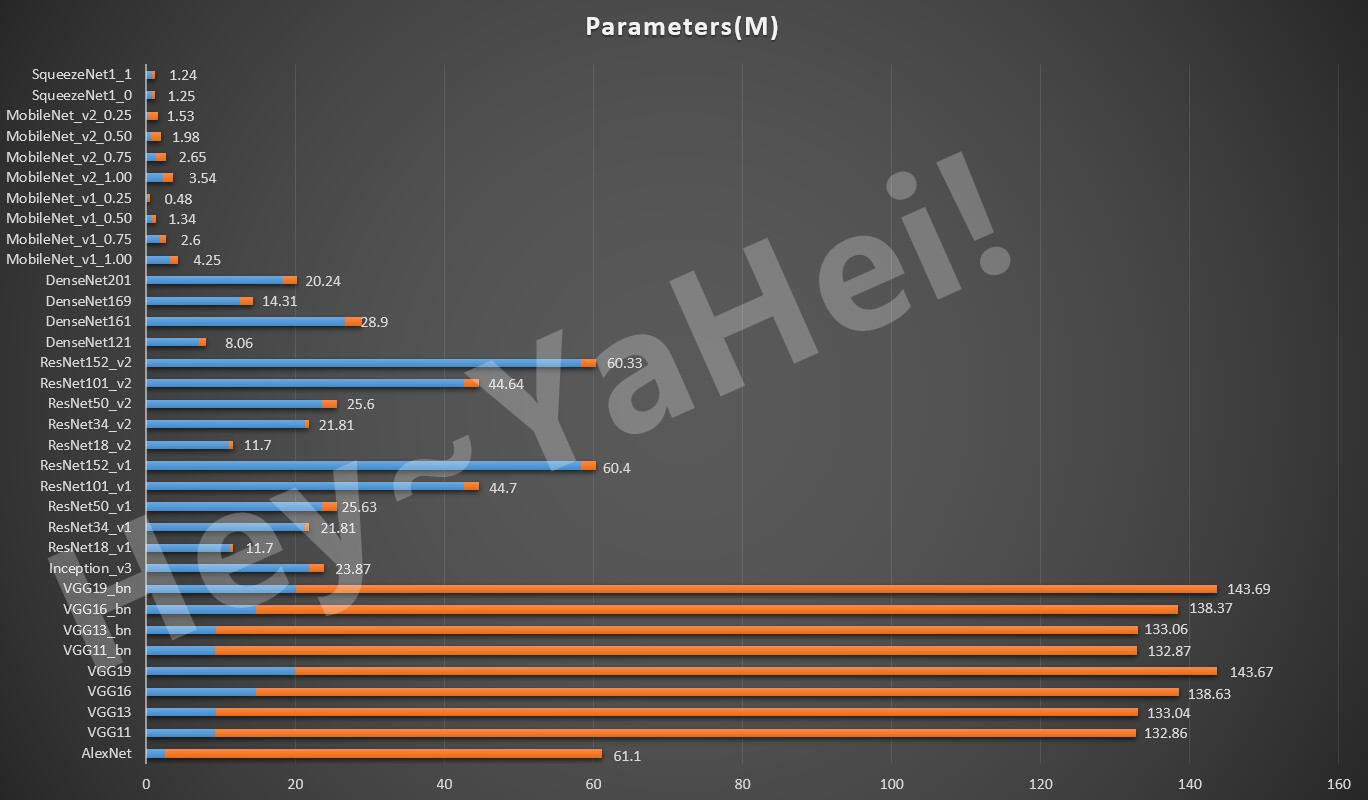 Parameters(M)
SqueezeNet1_1 1.24
SqueezeNet1_0 1.25
MobileNet_v2_0.25 1.53
MobileNet_v2_0.50 1.98
MobileNet_v2_0.75 2.65
MobileNet_v2_1.00 3.54
MobileNet_v1_0.25 0.48
MobileNet_v1_0.50 1.34
MobileNet_v1_0.75 2.6
MobileNet_v1_1.00 4.25
DenseNet201 20.24
DenseNet169 14.31
DenseNet161 28.9
DenseNet121 8.06
ResNet152_v2 60.33
ResNet101_v2 44.64
ResNet50_v2 25.6
ResNet34_v2 21.81
ResNet18_v2 11.7
ResNet152_v1 60.4
ResNet101_v1 44.7
ResNet50_v1 25.63
ResNet34_v1 21.81
ResNet18_v1 11.7
Inception_v3 23.87
VGG19_bn 143.69
VGG16_bn 138.37
VGG13_bn 133.06
VGG11_bn 132.87
VGG19 143.67
VGG16 138.63
VGG13 133.04
VGG11 132.86
AlexNet 61.1
0 20 40 60 80 100 120 140 160
Hey~YaHei!